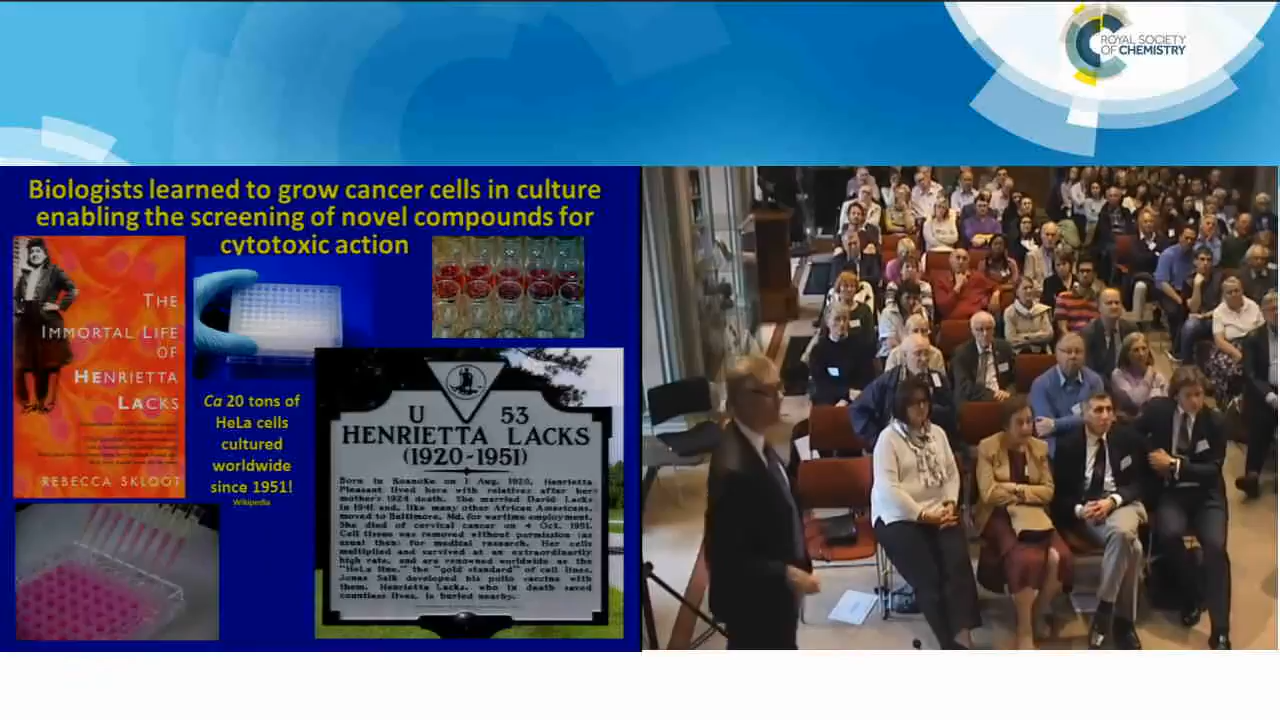 ROYAL SOCIETY
OF CHEMISTRY
Biologists learned to grow cancer cells in culture
enabling the screening of novel compounds for
cytotoxic action
THE
IMMORTAL LIFE
OF
HENRIETTA
LACKS
REBECCA SKLOOT
Ca 20 tons of
HeLa cells
cultured
worldwide
since 1951!
Wikipedia
U 53
HENRIETTA LACKS
(1920-1951)
Born in Roanoke on 1 Aug. 1920, Henrietta
Pleasant lived here with relatives after her
mother's 1924 death. She married David Lacks
in 1941 and, like many other African Americans,
moved to Baltimore, Md. for wartime employment.
She died of cervical cancer on 4 Oct. 1951.
Cell tissue was removed without permission (as
usual then) for medical research. Her cells
multiplied and survived at an extraordinarily
high rate, and are renowned worldwide as the
"HeLa line," the "gold standard" of cell lines.
Jonas Salk developed his polio vaccine with
them. Henrietta Lacks, who in death saved
countless lives, is buried nearby.